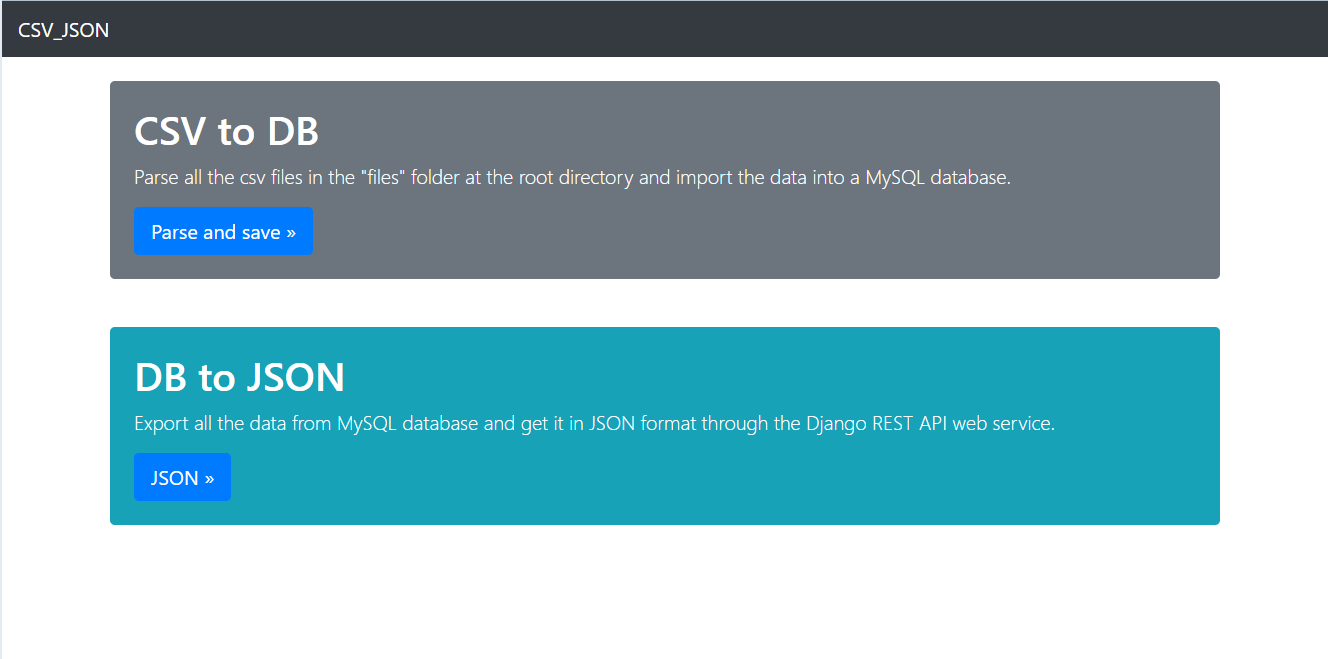 CSV_JSON
CSV to DB
Parse all the csv files in the "files" folder at the root directory and import the data into a MySQL database.
Parse and save »
DB to JSON
Export all the data from MySQL database and get it in JSON format through the Django REST API web service.
JSON »